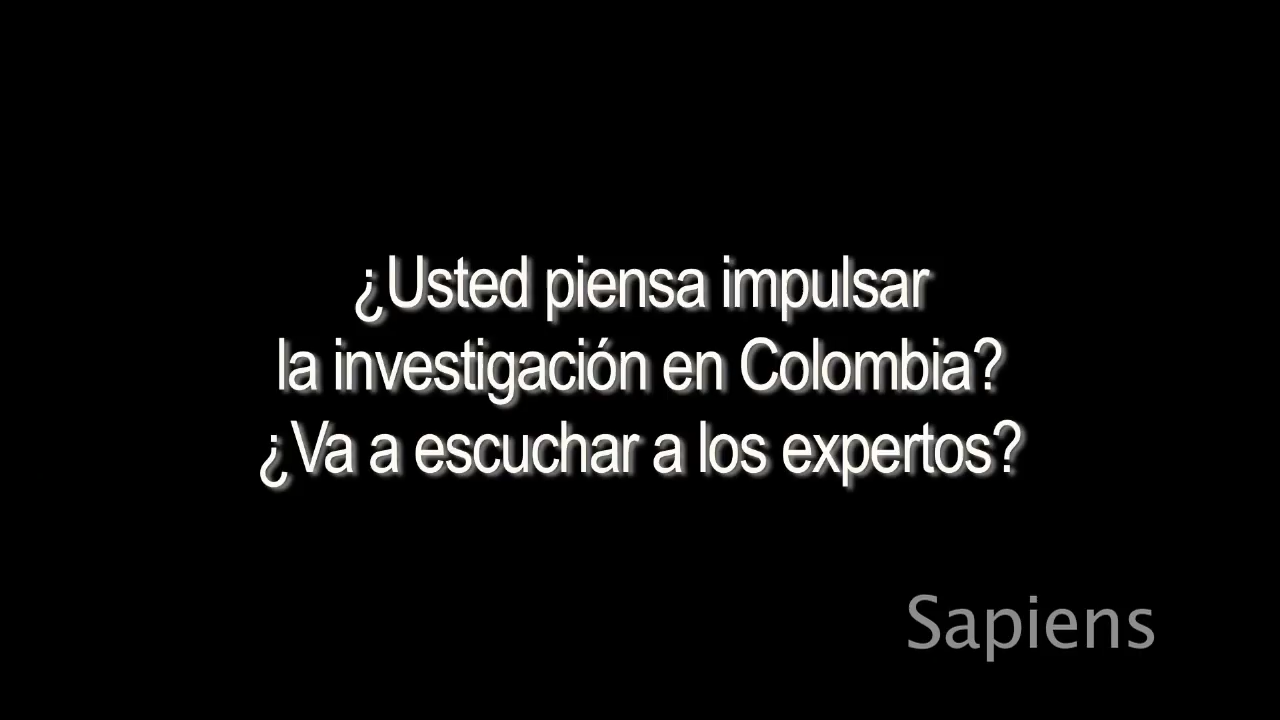 ¿Usted piensa impulsar
la investigación en Colombia?
¿Va a escuchar a los expertos?
Sapiens